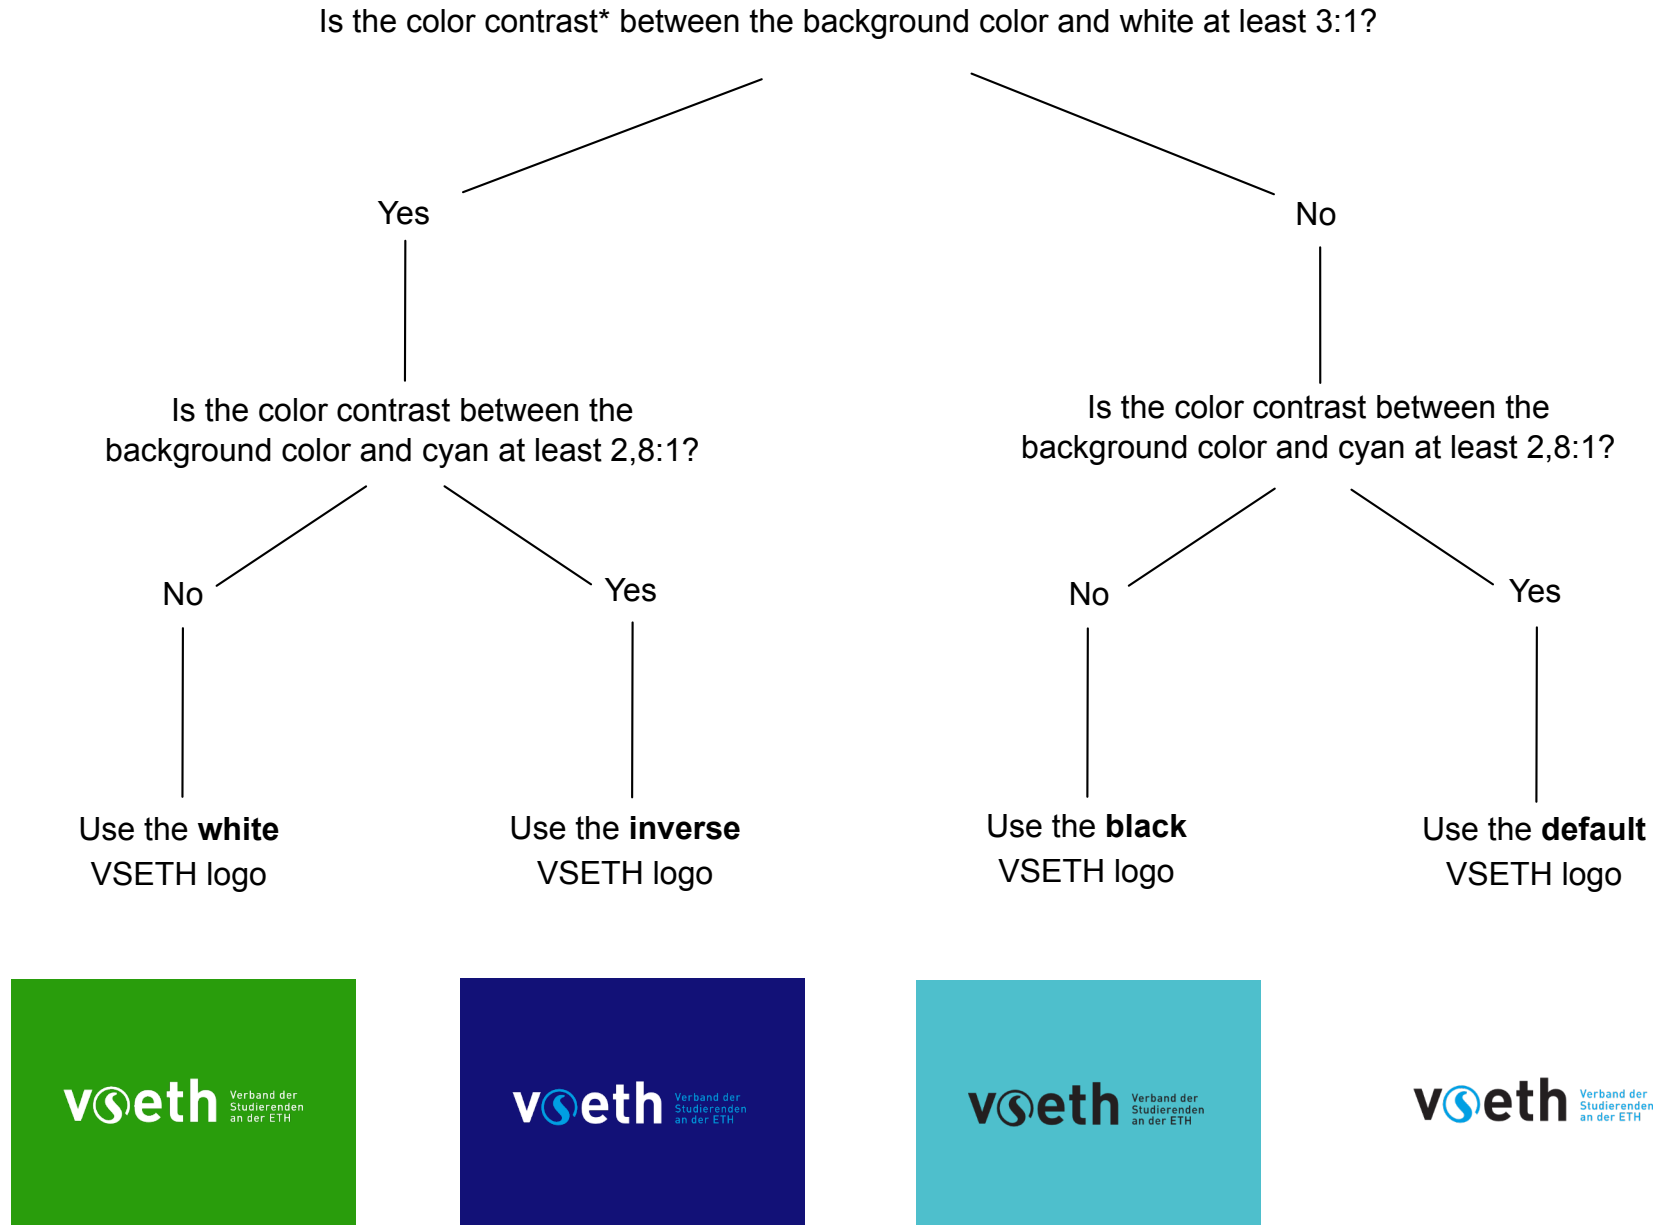 Is the color contrast* between the background color and white at least 3:1?
Yes
No
Is the color contrast between the
background color and cyan at least 2,8:1?
Is the color contrast between the
background color and cyan at least 2,8:1?
No
Yes
No
Yes
Use the white
VSETH logo
Use the inverse
VSETH logo
Use the black
VSETH logo
Use the default
VSETH logo
vseth
Verband der
Studierenden
an der ETH
vseth
Verband der
Studierenden
an der ETH
vseth
Verband der
Studierenden
an der ETH
vseth
Verband der
Studierenden
an der ETH